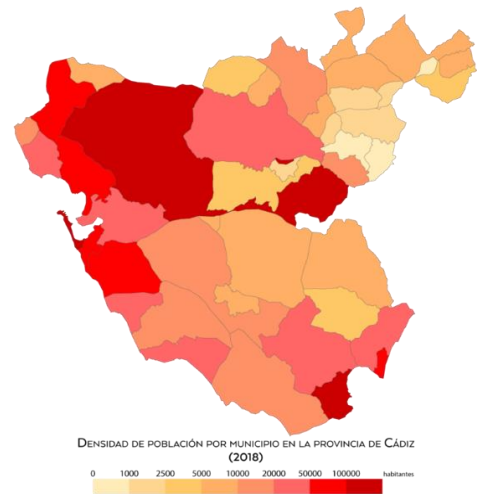 DENSIDAD DE POBLACIÓN POR MUNICIPIO EN LA PROVINCIA DE CÁDIZ
(2018)
0 1000 2500 5000 10000 20000 50000 100000 habitantes